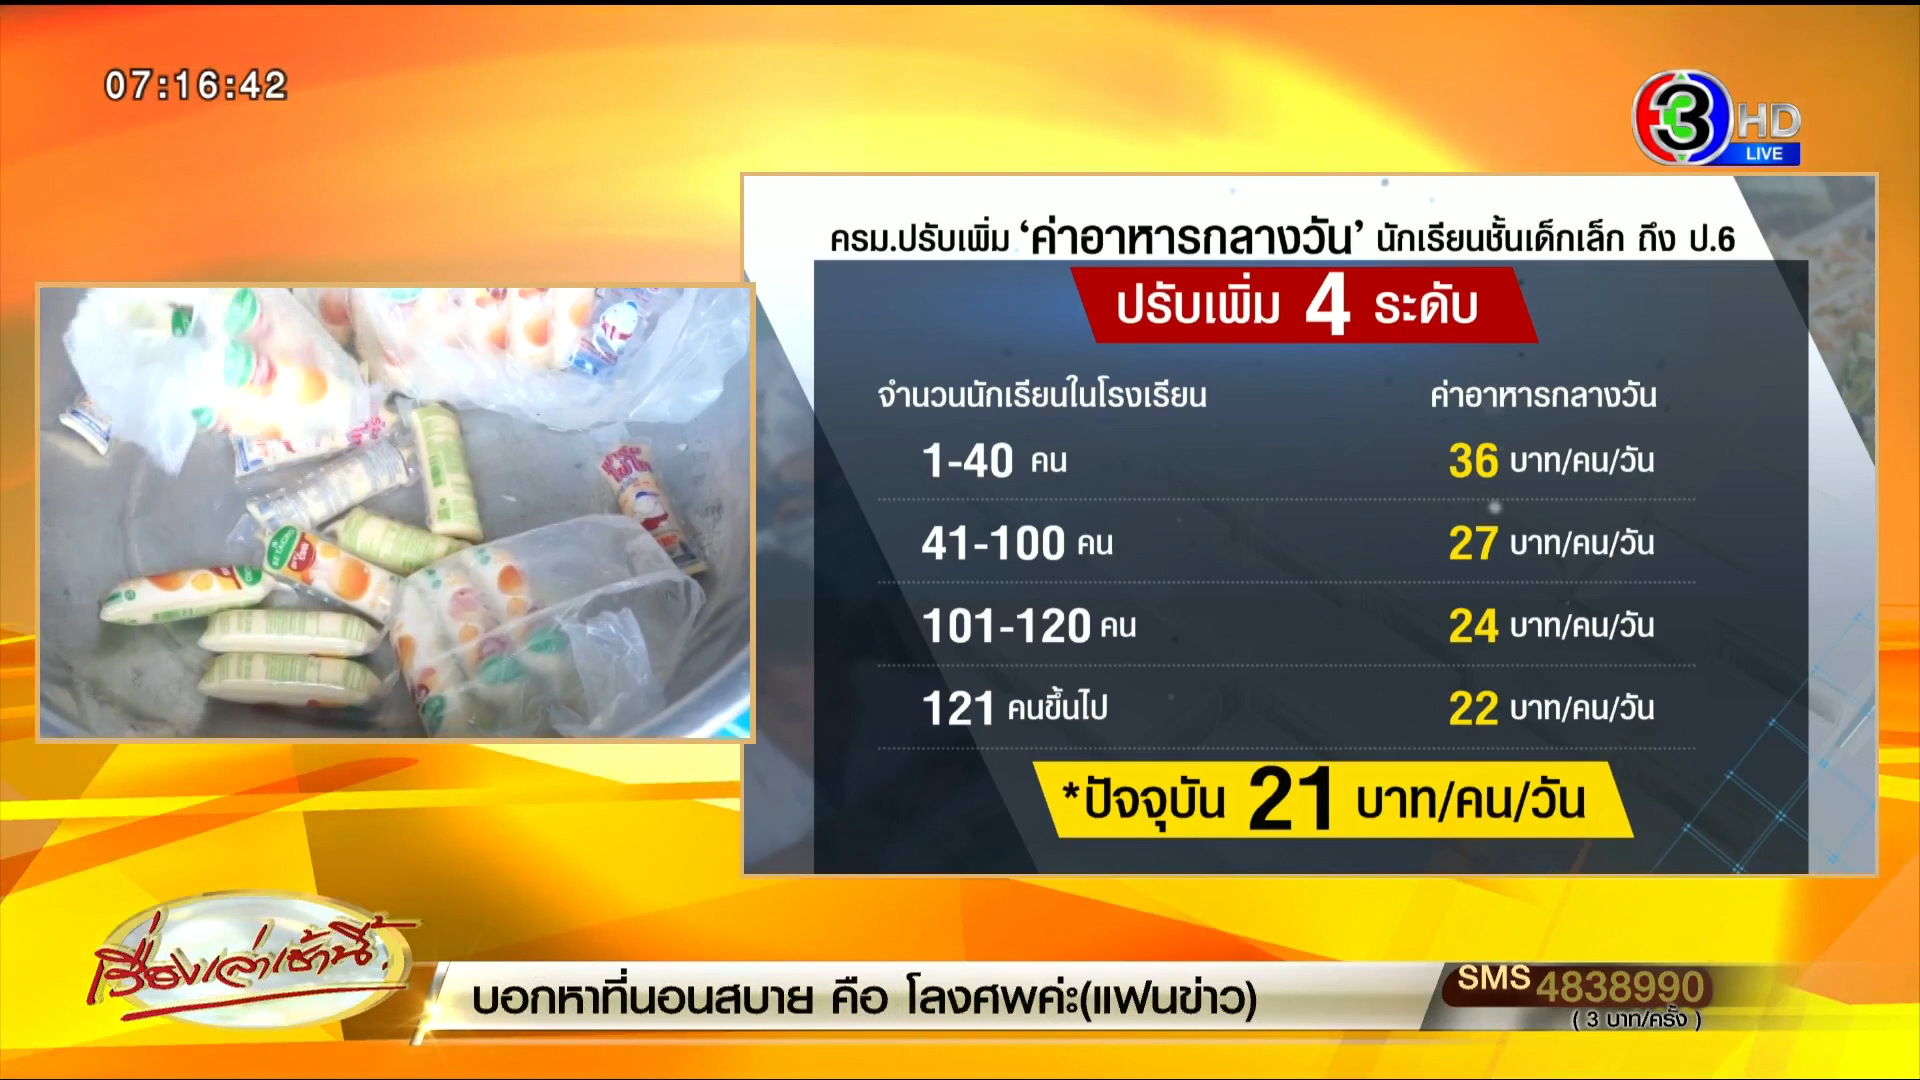 07:16:42
3 HD
LIVE
ครม.ปรับเพิ่ม ‘ค่าอาหารกลางวัน’ นักเรียนชั้นเด็กเล็ก ถึง ป.6
ปรับเพิ่ม 4 ระดับ
จำนวนนักเรียนในโรงเรียน ค่าอาหารกลางวัน
1-40 คน 36 บาท/คน/วัน
41-100 คน 27 บาท/คน/วัน
101-120 คน 24 บาท/คน/วัน
121 คนขึ้นไป 22 บาท/คน/วัน
*ปัจจุบัน 21 บาท/คน/วัน
BETAGRO
เรื่องเล่าเช้านี้
บอกหาที่นอนสบาย คือ โลงศพค่ะ(แฟนข่าว)
SMS 4838990
( 3 บาท/ครั้ง )